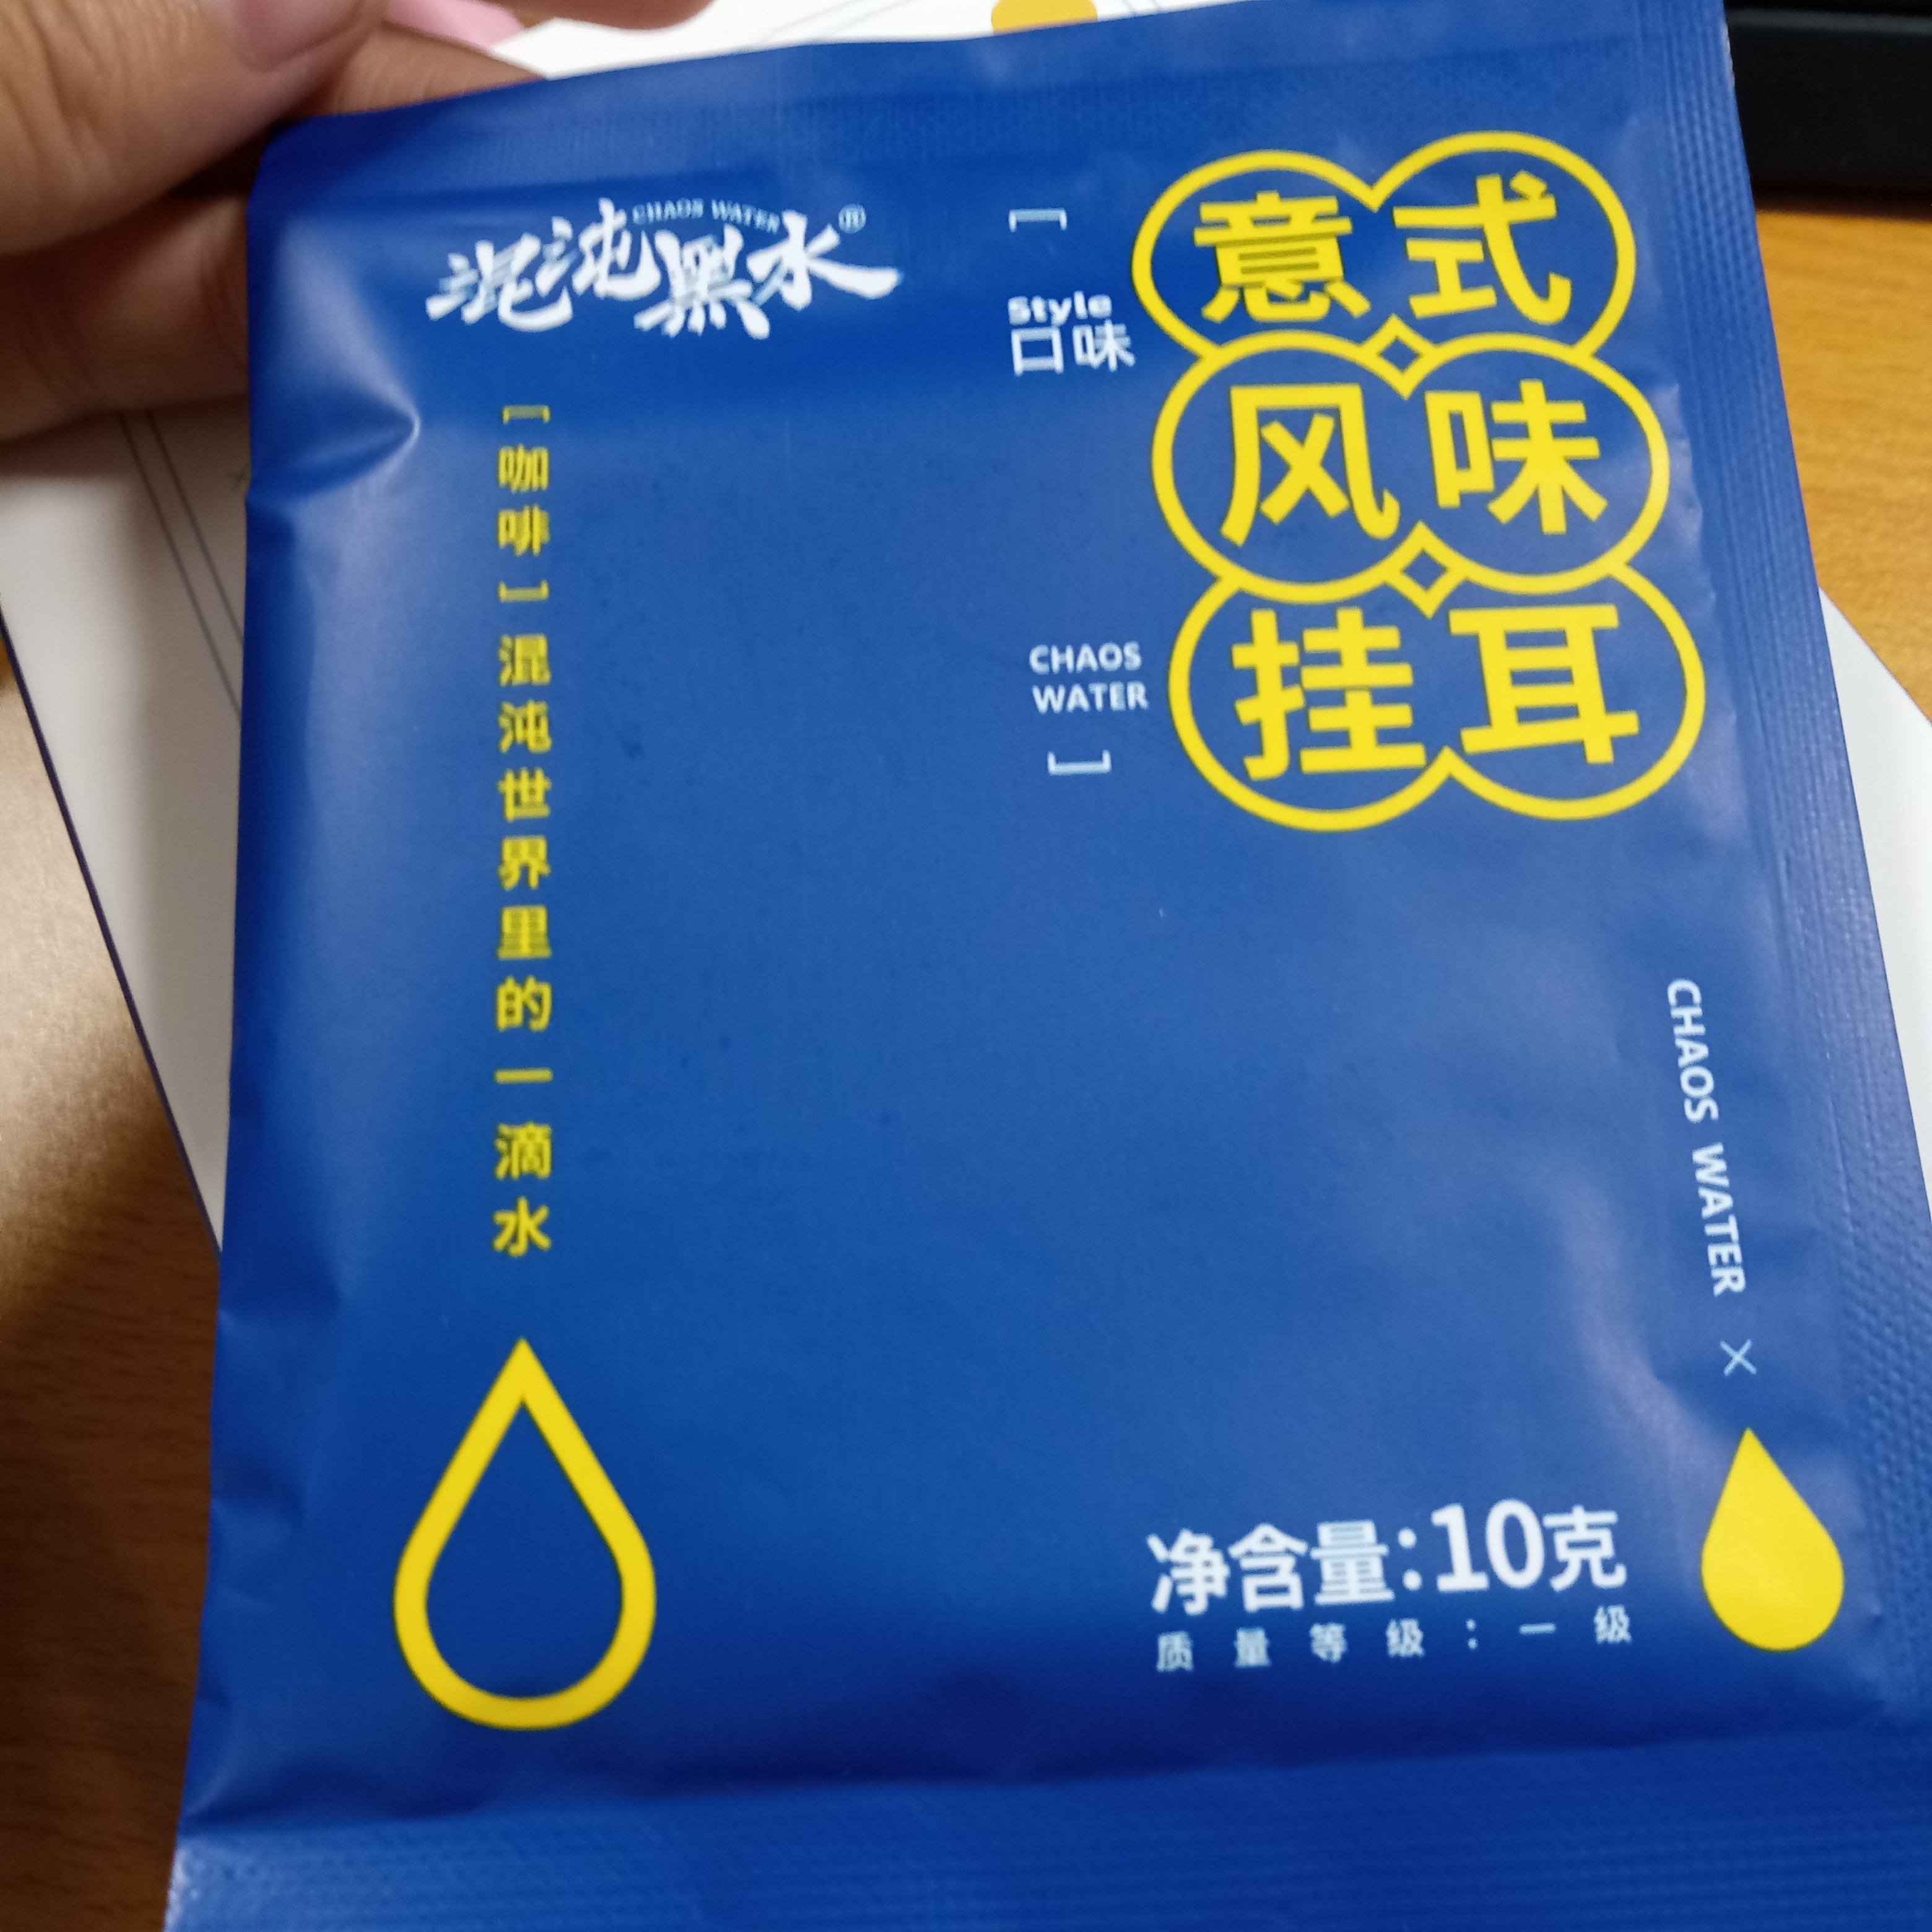 CHAOS WATER®
混沌黑水
[咖啡]混沌世界里的一滴水
[
Style
口味
CHAOS
WATER
]
意式
风味
挂耳
CHAOS WATER ×
净含量:10克
质量等级:一级